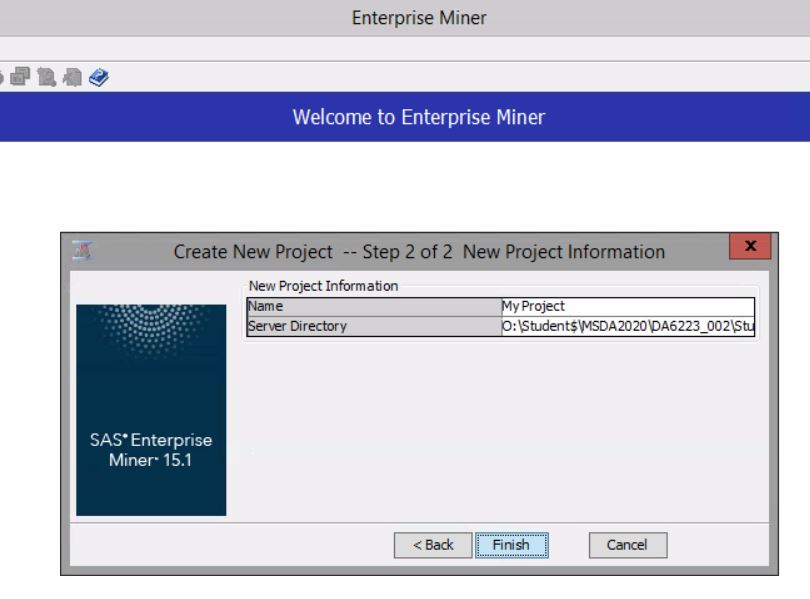 Enterprise Miner
Welcome to Enterprise Miner
Create New Project -- Step 2 of 2 New Project Information
x
New Project Information
Name My Project
Server Directory O:\Student$\MSDA2020\DA6223_002\Stu
SAS® Enterprise
Miner™ 15.1
< Back Finish Cancel